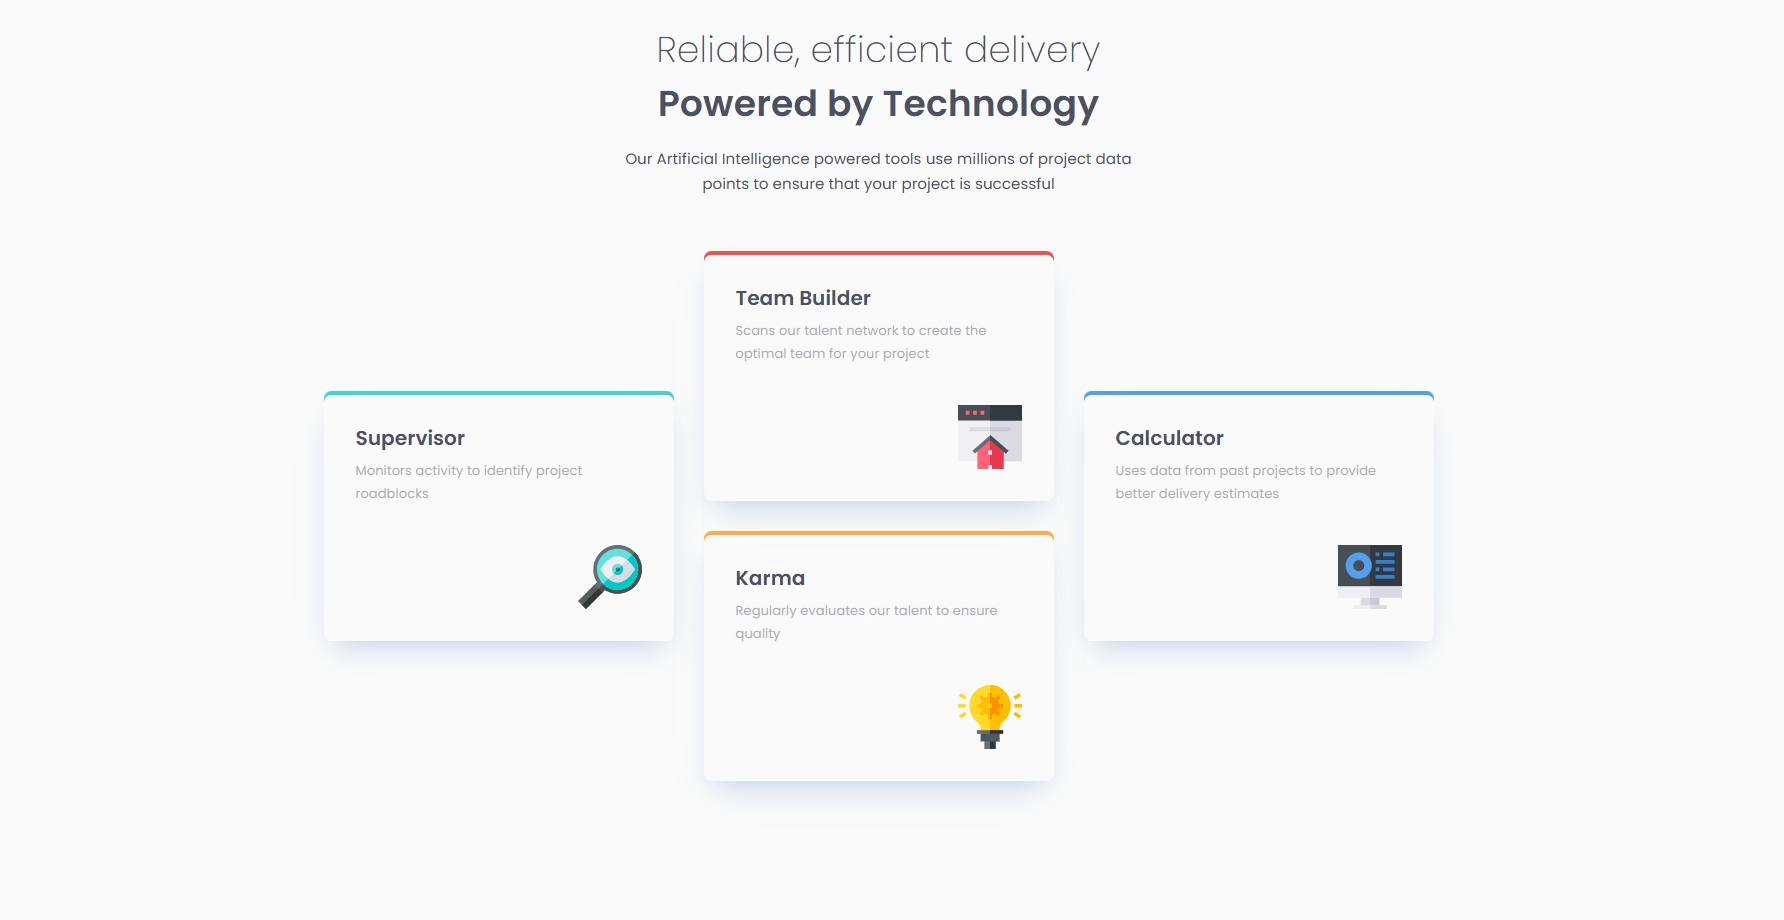 Reliable, efficient delivery
Powered by Technology
Our Artificial Intelligence powered tools use millions of project data
points to ensure that your project is successful
Team Builder
Scans our talent network to create the
optimal team for your project
Supervisor
Monitors activity to identify project
roadblocks
Calculator
Uses data from past projects to provide
better delivery estimates
Karma
Regularly evaluates our talent to ensure
quality